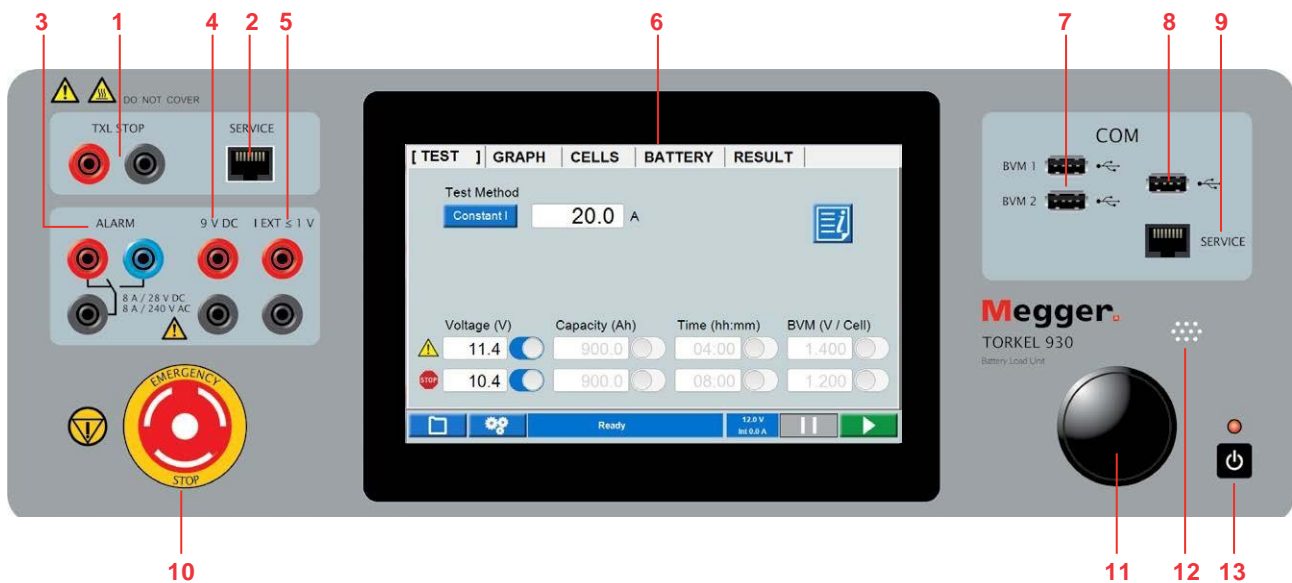 3 1 4 2 5 6 7 8 9
DO NOT COVER
TXL STOP SERVICE
ALARM 9 V DC I EXT ≤ 1 V
8 A / 28 V DC
8 A / 240 V AC
EMERGENCY
STOP
[ TEST ] GRAPH CELLS BATTERY RESULT
Test Method
Constant I 20.0 A
i
Voltage (V) Capacity (Ah) Time (hh:mm) BVM (V / Cell)
11.4 900.0 04:00 1.400
STOP 10.4 900.0 08:00 1.200
Ready 12.0 V
Int 0.0 A
COM
BVM 1
BVM 2
SERVICE
Megger.
TORKEL 930
Battery Load Unit
10 11 12 13